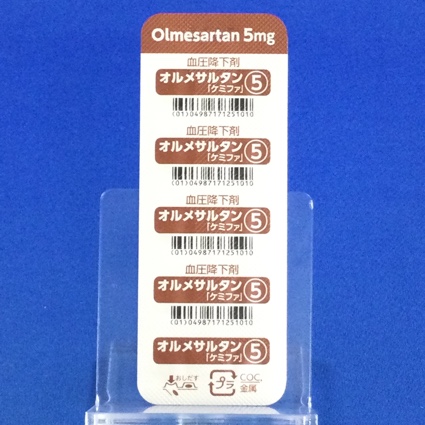 Olmesartan 5mg
血圧降下剤
オルメサルタン
「ケミファ」 5
(01)04987171251010
血圧降下剤
オルメサルタン
「ケミファ」 5
(01)04987171251010
血圧降下剤
オルメサルタン
「ケミファ」 5
(01)04987171251010
血圧降下剤
オルメサルタン
「ケミファ」 5
(01)04987171251010
オルメサルタン
「ケミファ」 5
おしだす
プラ
COC,
金属